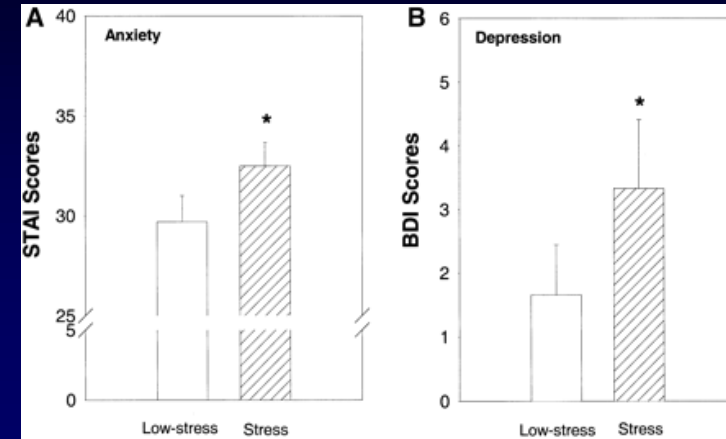 A
Anxiety
STAI Scores
40
35
30
25
5
0
*
Low-stress Stress
B
Depression
BDI Scores
6
5
4
3
2
1
0
*
Low-stress Stress